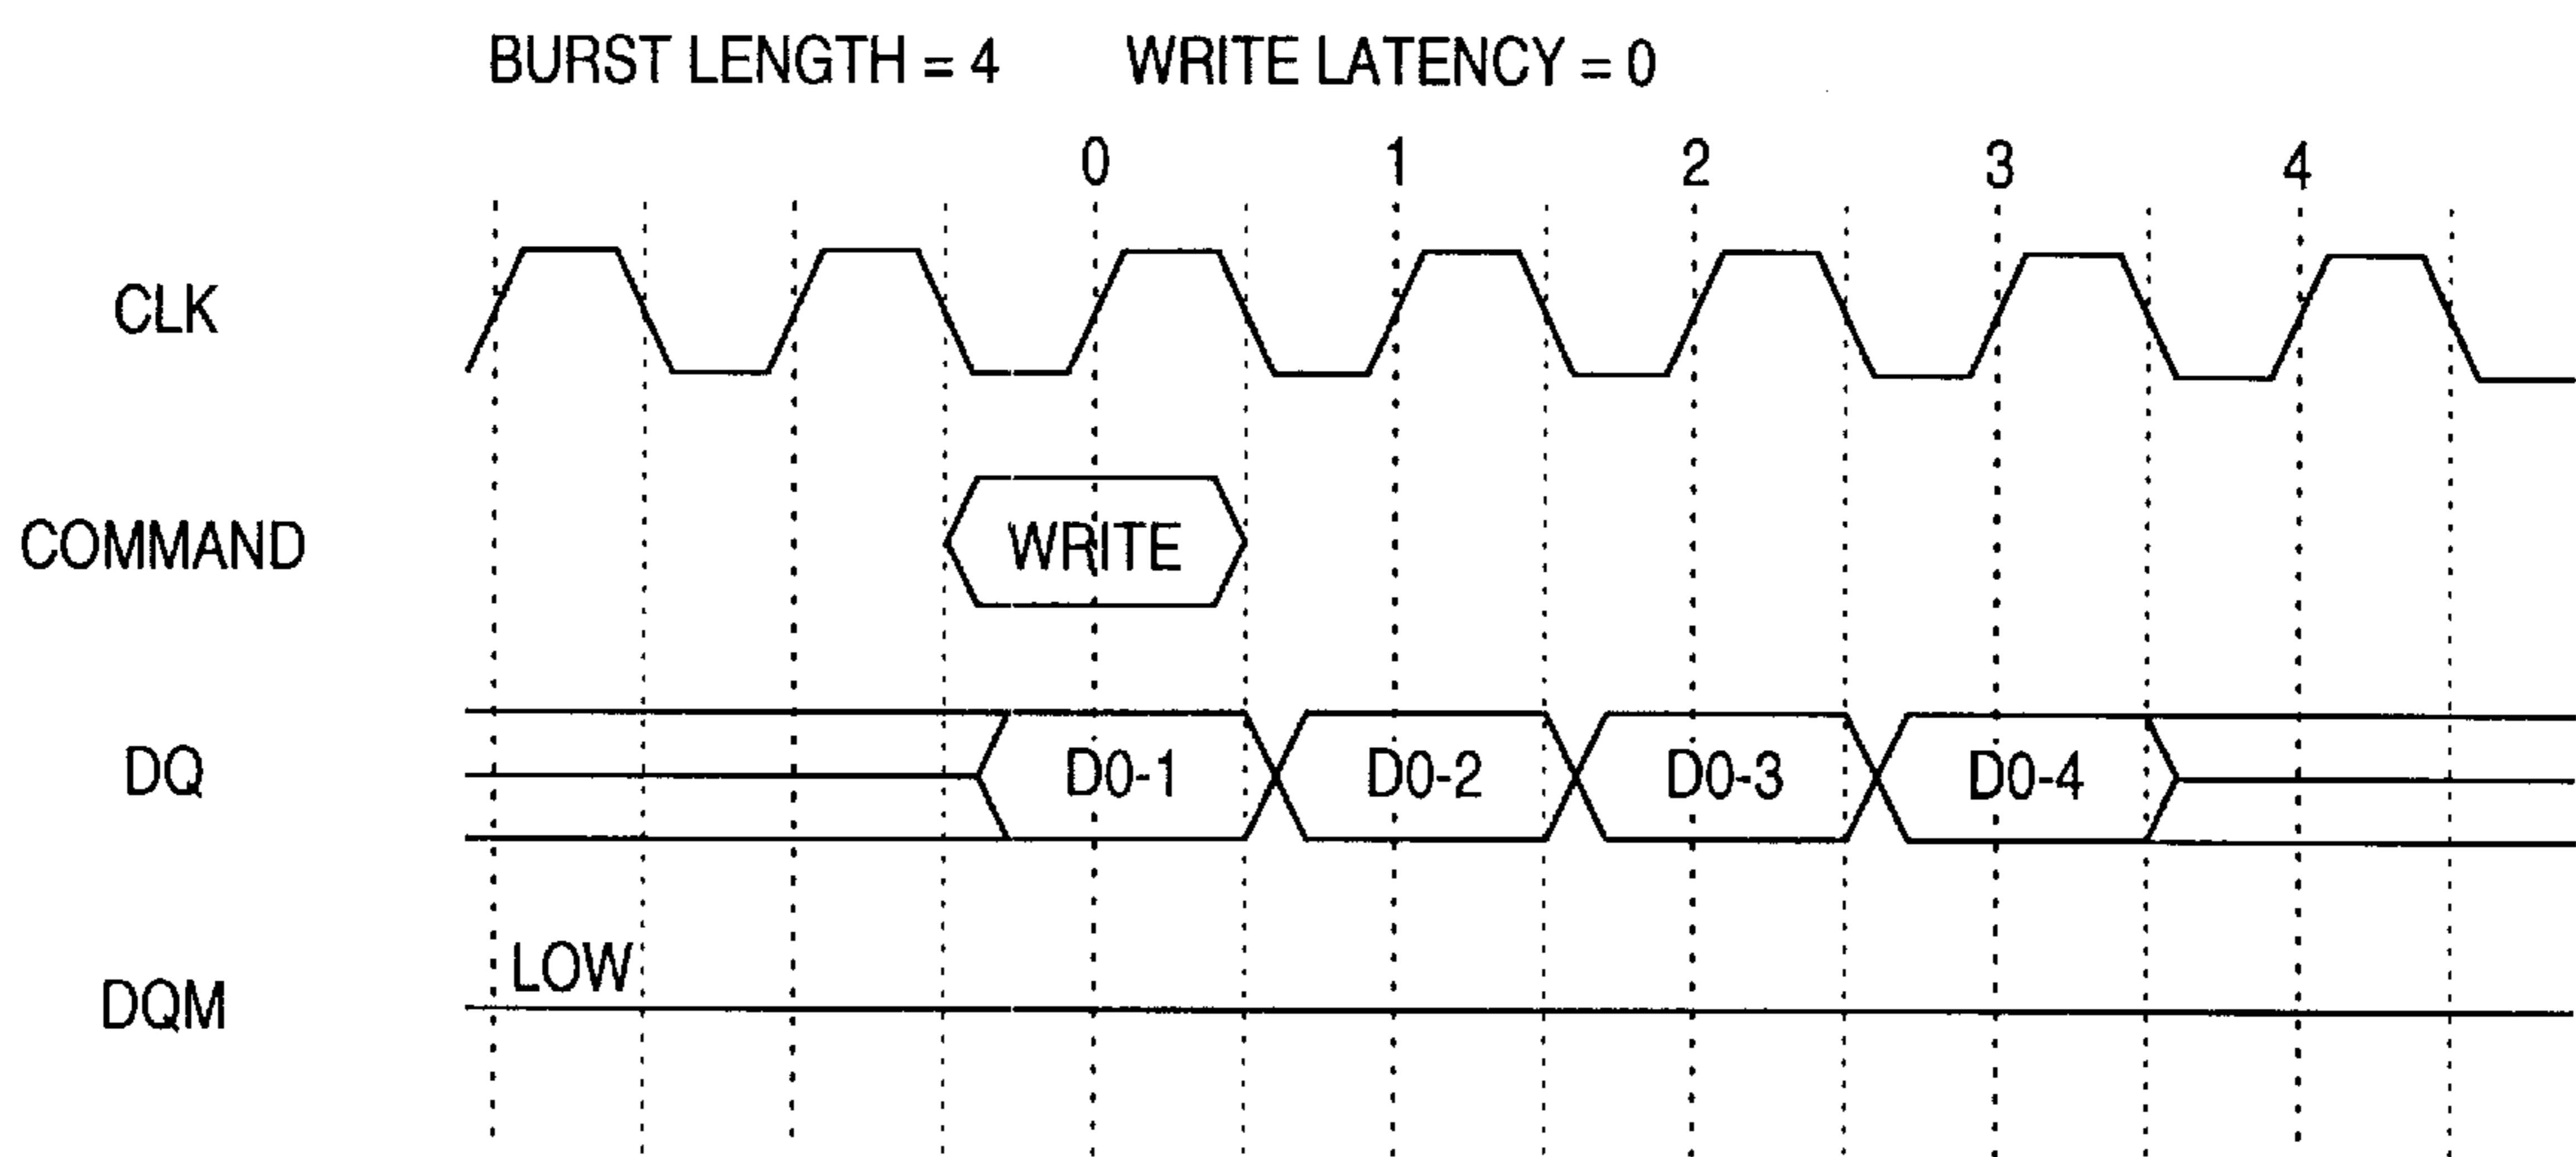 BURST LENGTH = 4 WRITE LATENCY = 0
0 1 2 3 4
CLK
COMMAND WRITE
DQ D0-1 D0-2 D0-3 D0-4
DQM LOW